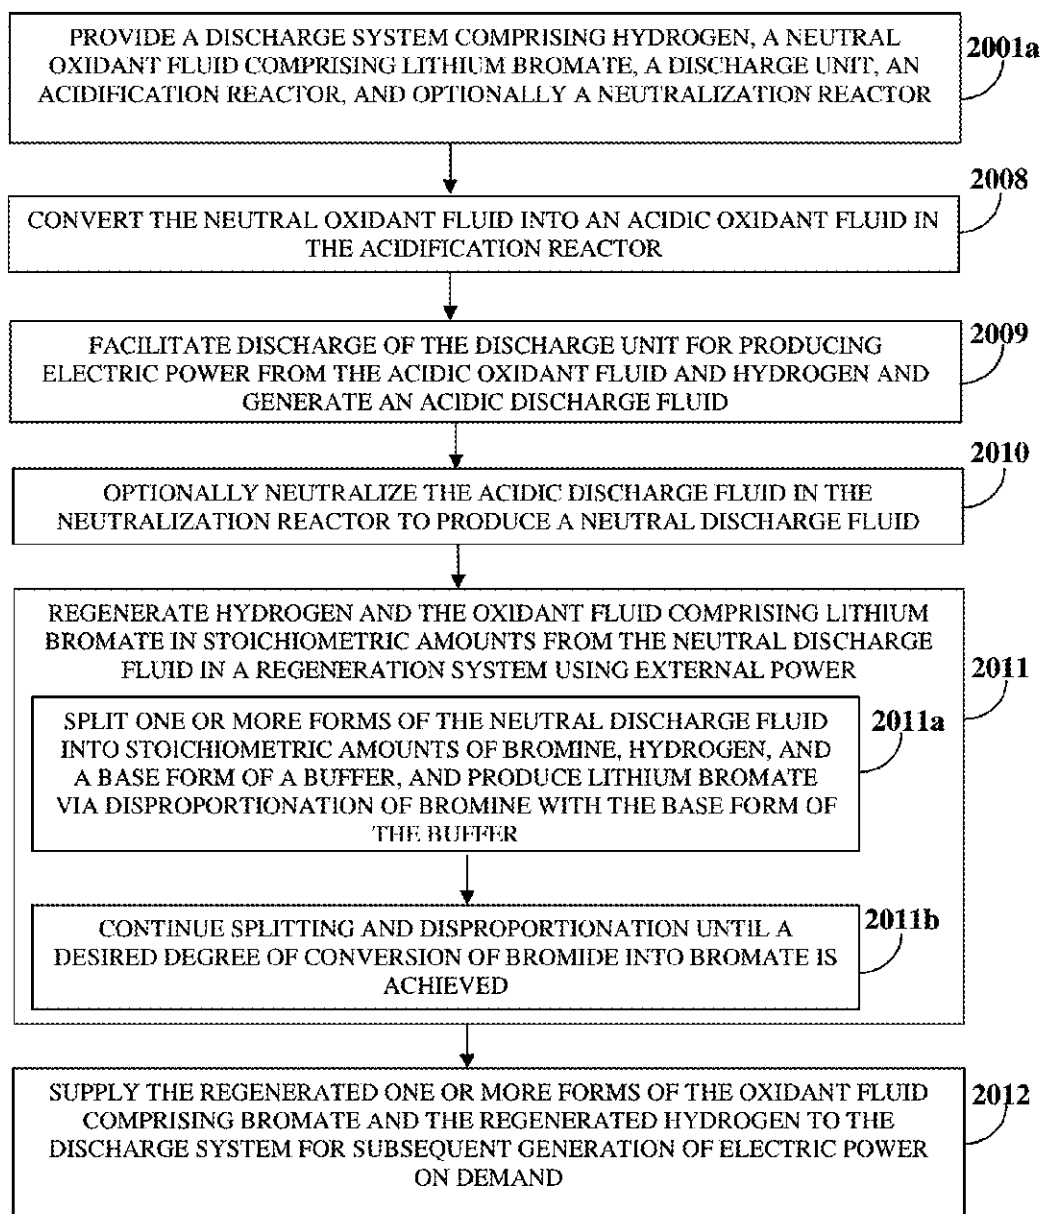 PROVIDE A DISCHARGE SYSTEM COMPRISING HYDROGEN, A NEUTRAL
OXIDANT FLUID COMPRISING LITHIUM BROMATE, A DISCHARGE UNIT, AN
ACIDIFICATION REACTOR, AND OPTIONALLY A NEUTRALIZATION REACTOR
2001a
2008
CONVERT THE NEUTRAL OXIDANT FLUID INTO AN ACIDIC OXIDANT FLUID IN
THE ACIDIFICATION REACTOR
2009
FACILITATE DISCHARGE OF THE DISCHARGE UNIT FOR PRODUCING
ELECTRIC POWER FROM THE ACIDIC OXIDANT FLUID AND HYDROGEN AND
GENERATE AN ACIDIC DISCHARGE FLUID
2010
OPTIONALLY NEUTRALIZE THE ACIDIC DISCHARGE FLUID IN THE
NEUTRALIZATION REACTOR TO PRODUCE A NEUTRAL DISCHARGE FLUID
REGENERATE HYDROGEN AND THE OXIDANT FLUID COMPRISING LITHIUM
BROMATE IN STOICHIOMETRIC AMOUNTS FROM THE NEUTRAL DISCHARGE
FLUID IN A REGENERATION SYSTEM USING EXTERNAL POWER
2011
SPLIT ONE OR MORE FORMS OF THE NEUTRAL DISCHARGE FLUID
INTO STOICHIOMETRIC AMOUNTS OF BROMINE, HYDROGEN, AND
A BASE FORM OF A BUFFER, AND PRODUCE LITHIUM BROMATE
VIA DISPROPORTIONATION OF BROMINE WITH THE BASE FORM OF
THE BUFFER
2011a
CONTINUE SPLITTING AND DISPROPORTIONATION UNTIL A
DESIRED DEGREE OF CONVERSION OF BROMIDE INTO BROMATE IS
ACHIEVED
2011b
SUPPLY THE REGENERATED ONE OR MORE FORMS OF THE OXIDANT FLUID
COMPRISING BROMATE AND THE REGENERATED HYDROGEN TO THE
DISCHARGE SYSTEM FOR SUBSEQUENT GENERATION OF ELECTRIC POWER
ON DEMAND
2012